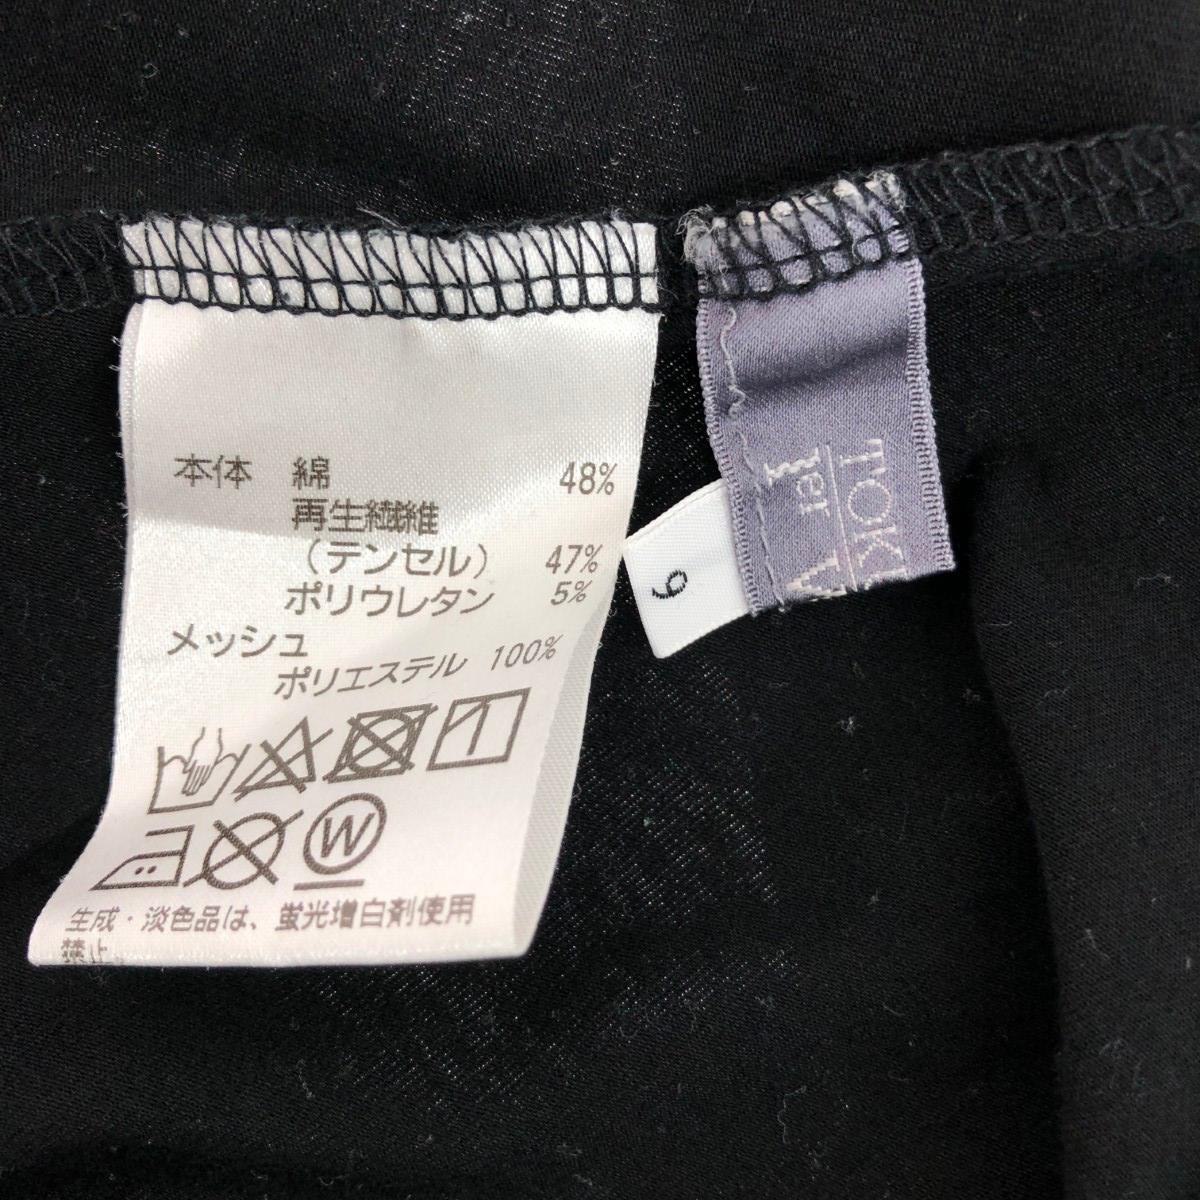 本体 綿 48%
再生繊維
（テンセル） 47%
ポリウレタン 5%
メッシュ
ポリエステル 100%
W
生成・淡色品は、蛍光増白剤使用
禁止。
9